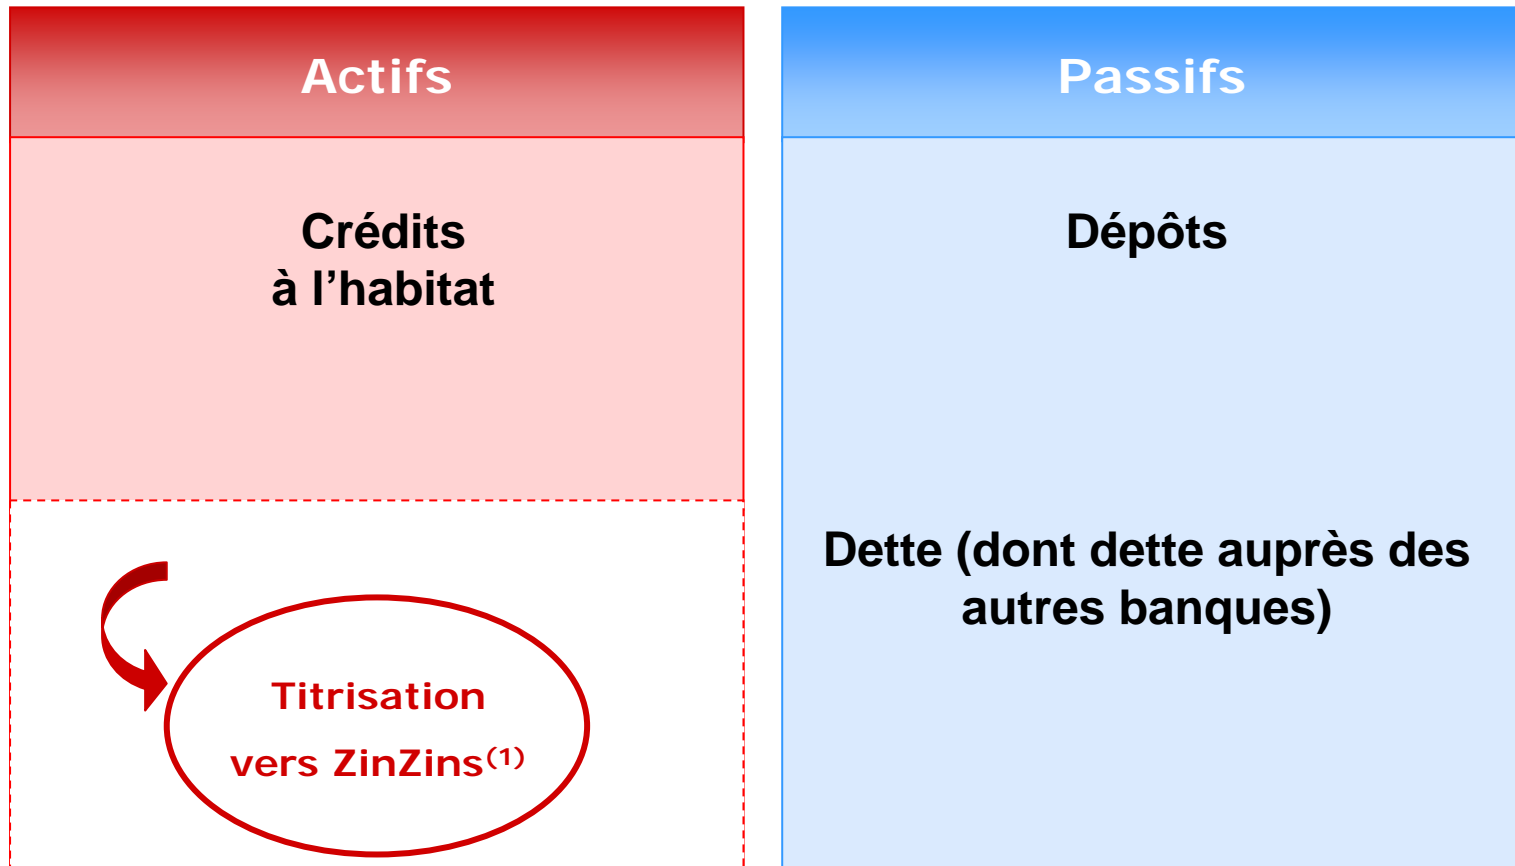 Actifs
Passifs
Crédits
à l’habitat
Dépôts
Dette (dont dette auprès des
autres banques)
Titrisation
vers ZinZins(1)